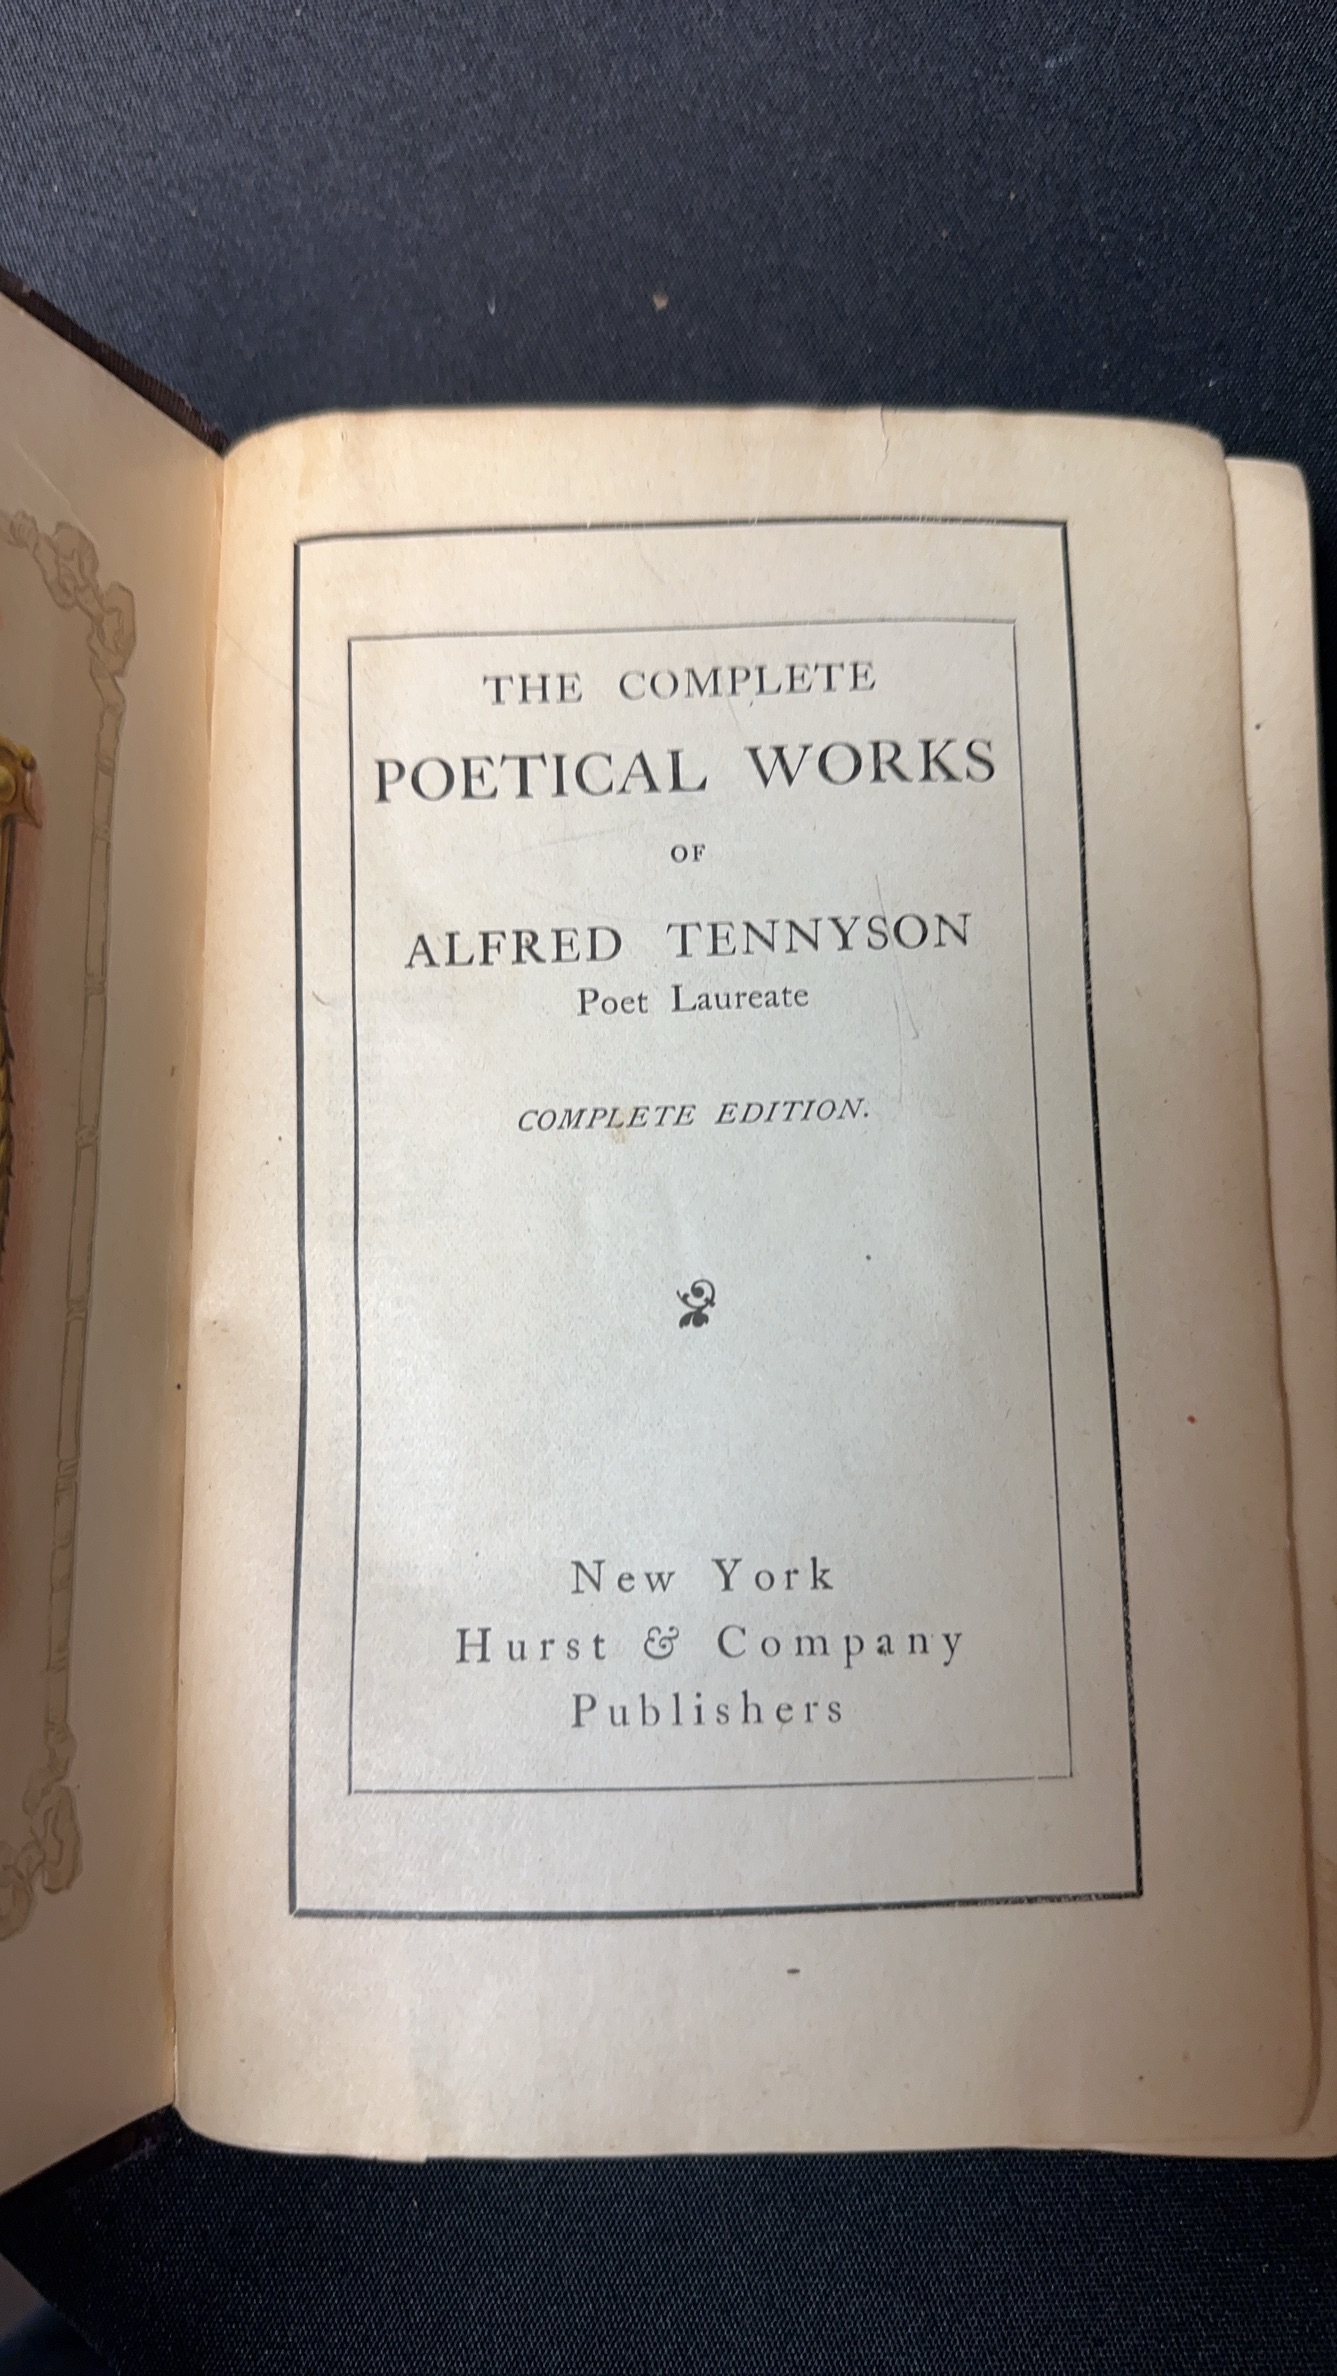 THE COMPLETE
POETICAL WORKS
OF
ALFRED TENNYSON
Poet Laureate
COMPLETE EDITION.
New York
Hurst & Company
Publishers